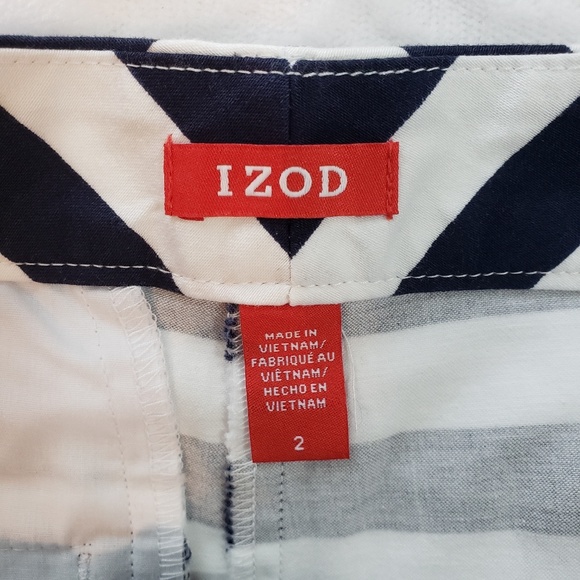 IZOD
MADE IN
VIETNAM/
FABRIQUÉ AU
VIÊTNAM/
HECHO EN
VIETNAM
2